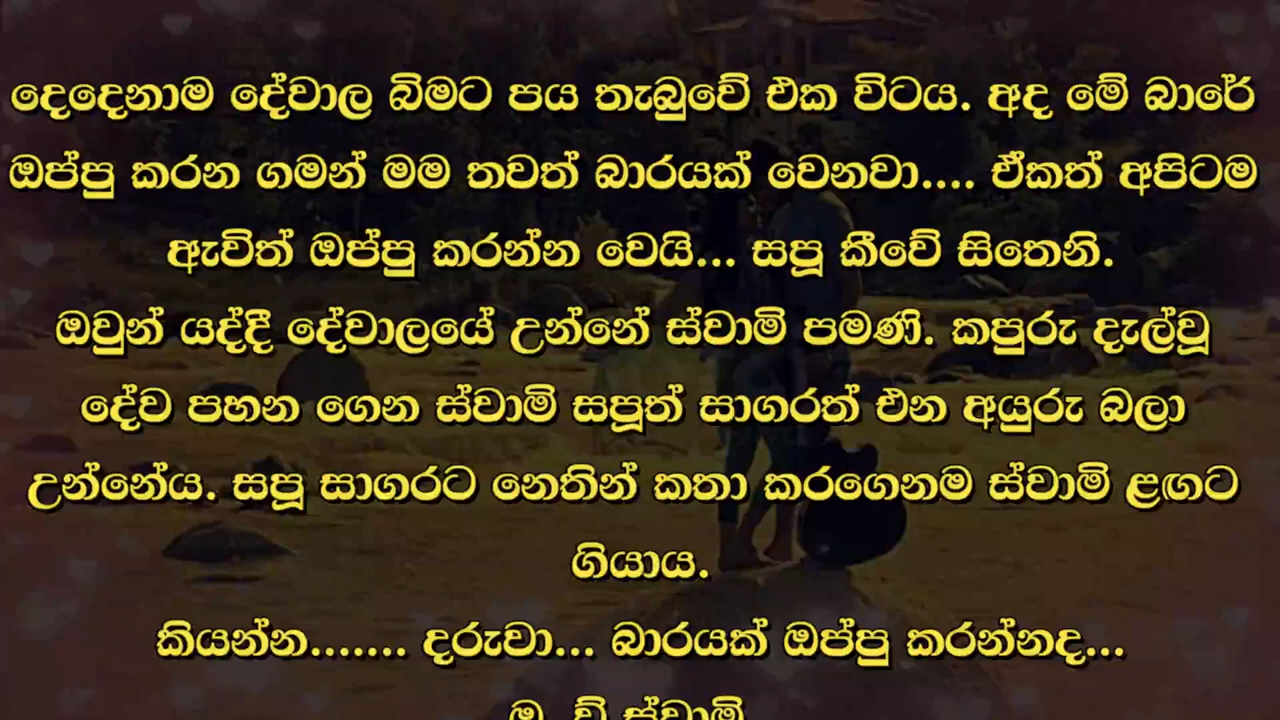 දෙදෙනාම දේවාල බිමට පය තැබුවේ එක විටය. අද මේ බාරේ
ඔප්පු කරන ගමන් මම තවත් බාරයක් වෙනවා.... ඒකත් අපිටම
ඇවිත් ඔප්පු කරන්න වෙයි... සපූ කීවේ සිතෙනි.
ඔවුන් යද්දී දේවාලයේ උන්නේ ස්වාමි පමණි. කපුරු දැල්වූ
දේව පහන ගෙන ස්වාමි සපූත් සාගරත් එන අයුරු බලා
උන්නේය. සපූ සාගරට නෙතින් කතා කරගෙනම ස්වාමි ළඟට
ගියාය.
කියන්න....... දරුවා... බාරයක් ඔප්පු කරන්නද...
ස්වාමි